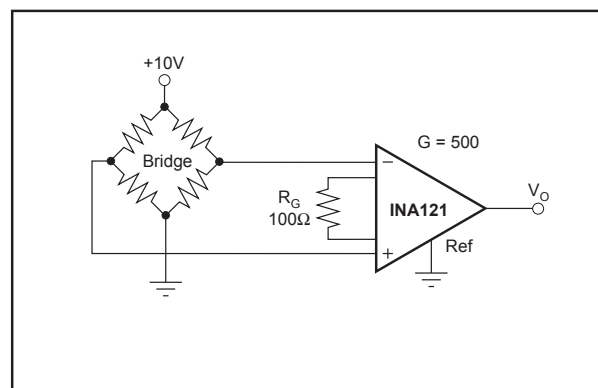 +10V
Bridge
G = 500
−
R_G
100Ω
INA121
V_O
+
Ref